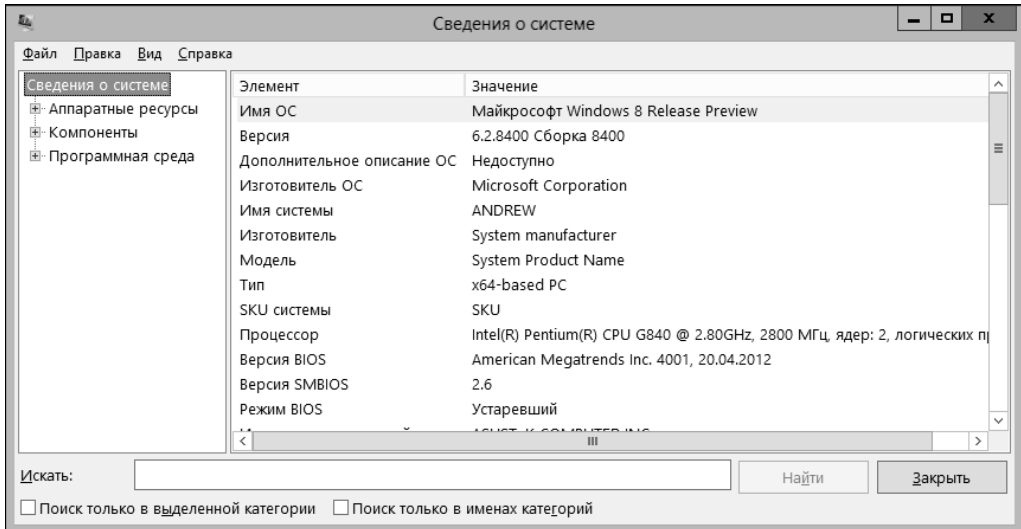 Сведения о системе
Файл Правка Вид Справка
Сведения о системе
Аппаратные ресурсы
Компоненты
Программная среда
Элемент Значение
Имя ОС Майкрософт Windows 8 Release Preview
Версия 6.2.8400 Сборка 8400
Дополнительное описание ОС Недоступно
Изготовитель ОС Microsoft Corporation
Имя системы ANDREW
Изготовитель System manufacturer
Модель System Product Name
Тип x64-based PC
SKU системы SKU
Процессор Intel(R) Pentium(R) CPU G840 @ 2.80GHz, 2800 МГц, ядер: 2, логических
Версия BIOS American Megatrends Inc. 4001, 20.04.2012
Версия SMBIOS 2.6
Режим BIOS Устаревший
Искать: Найти Закрыть
Поиск только в выделенной категории Поиск только в именах категорий